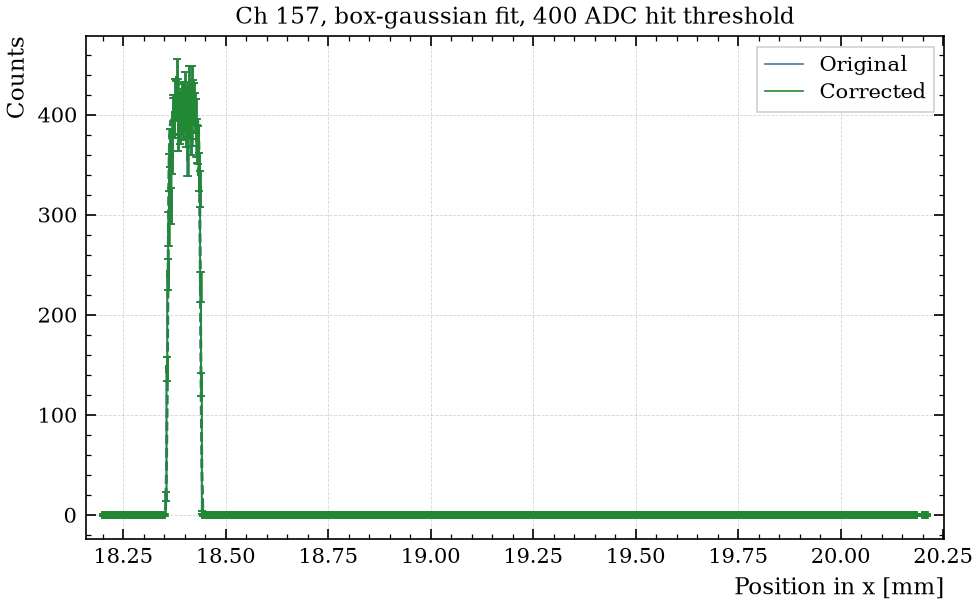 Ch 157, box-gaussian fit, 400 ADC hit threshold
Counts
Original
Corrected
400
300
200
100
0
18.25 18.50 18.75 19.00 19.25 19.50 19.75 20.00 20.25
Position in x [mm]